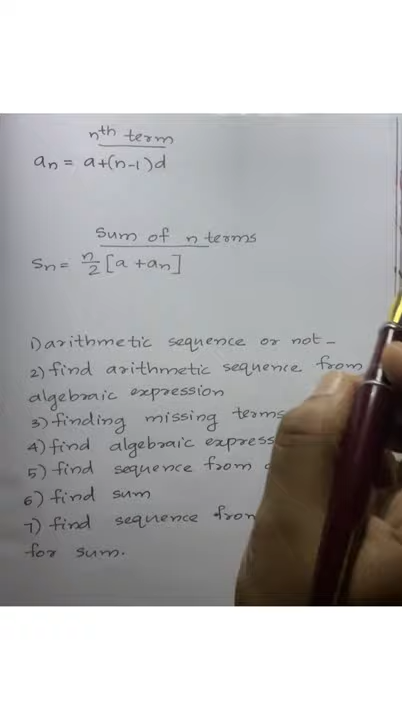 nth term
an = a+(n-1)d
Sum of n terms
Sn = n/2 [a + an]
1) arithmetic sequence or not -
2) find arithmetic sequence from
algebraic expression
3) finding missing terms
4) find algebraic express
5) find sequence from
6) find sum
7) find sequence from
for sum.